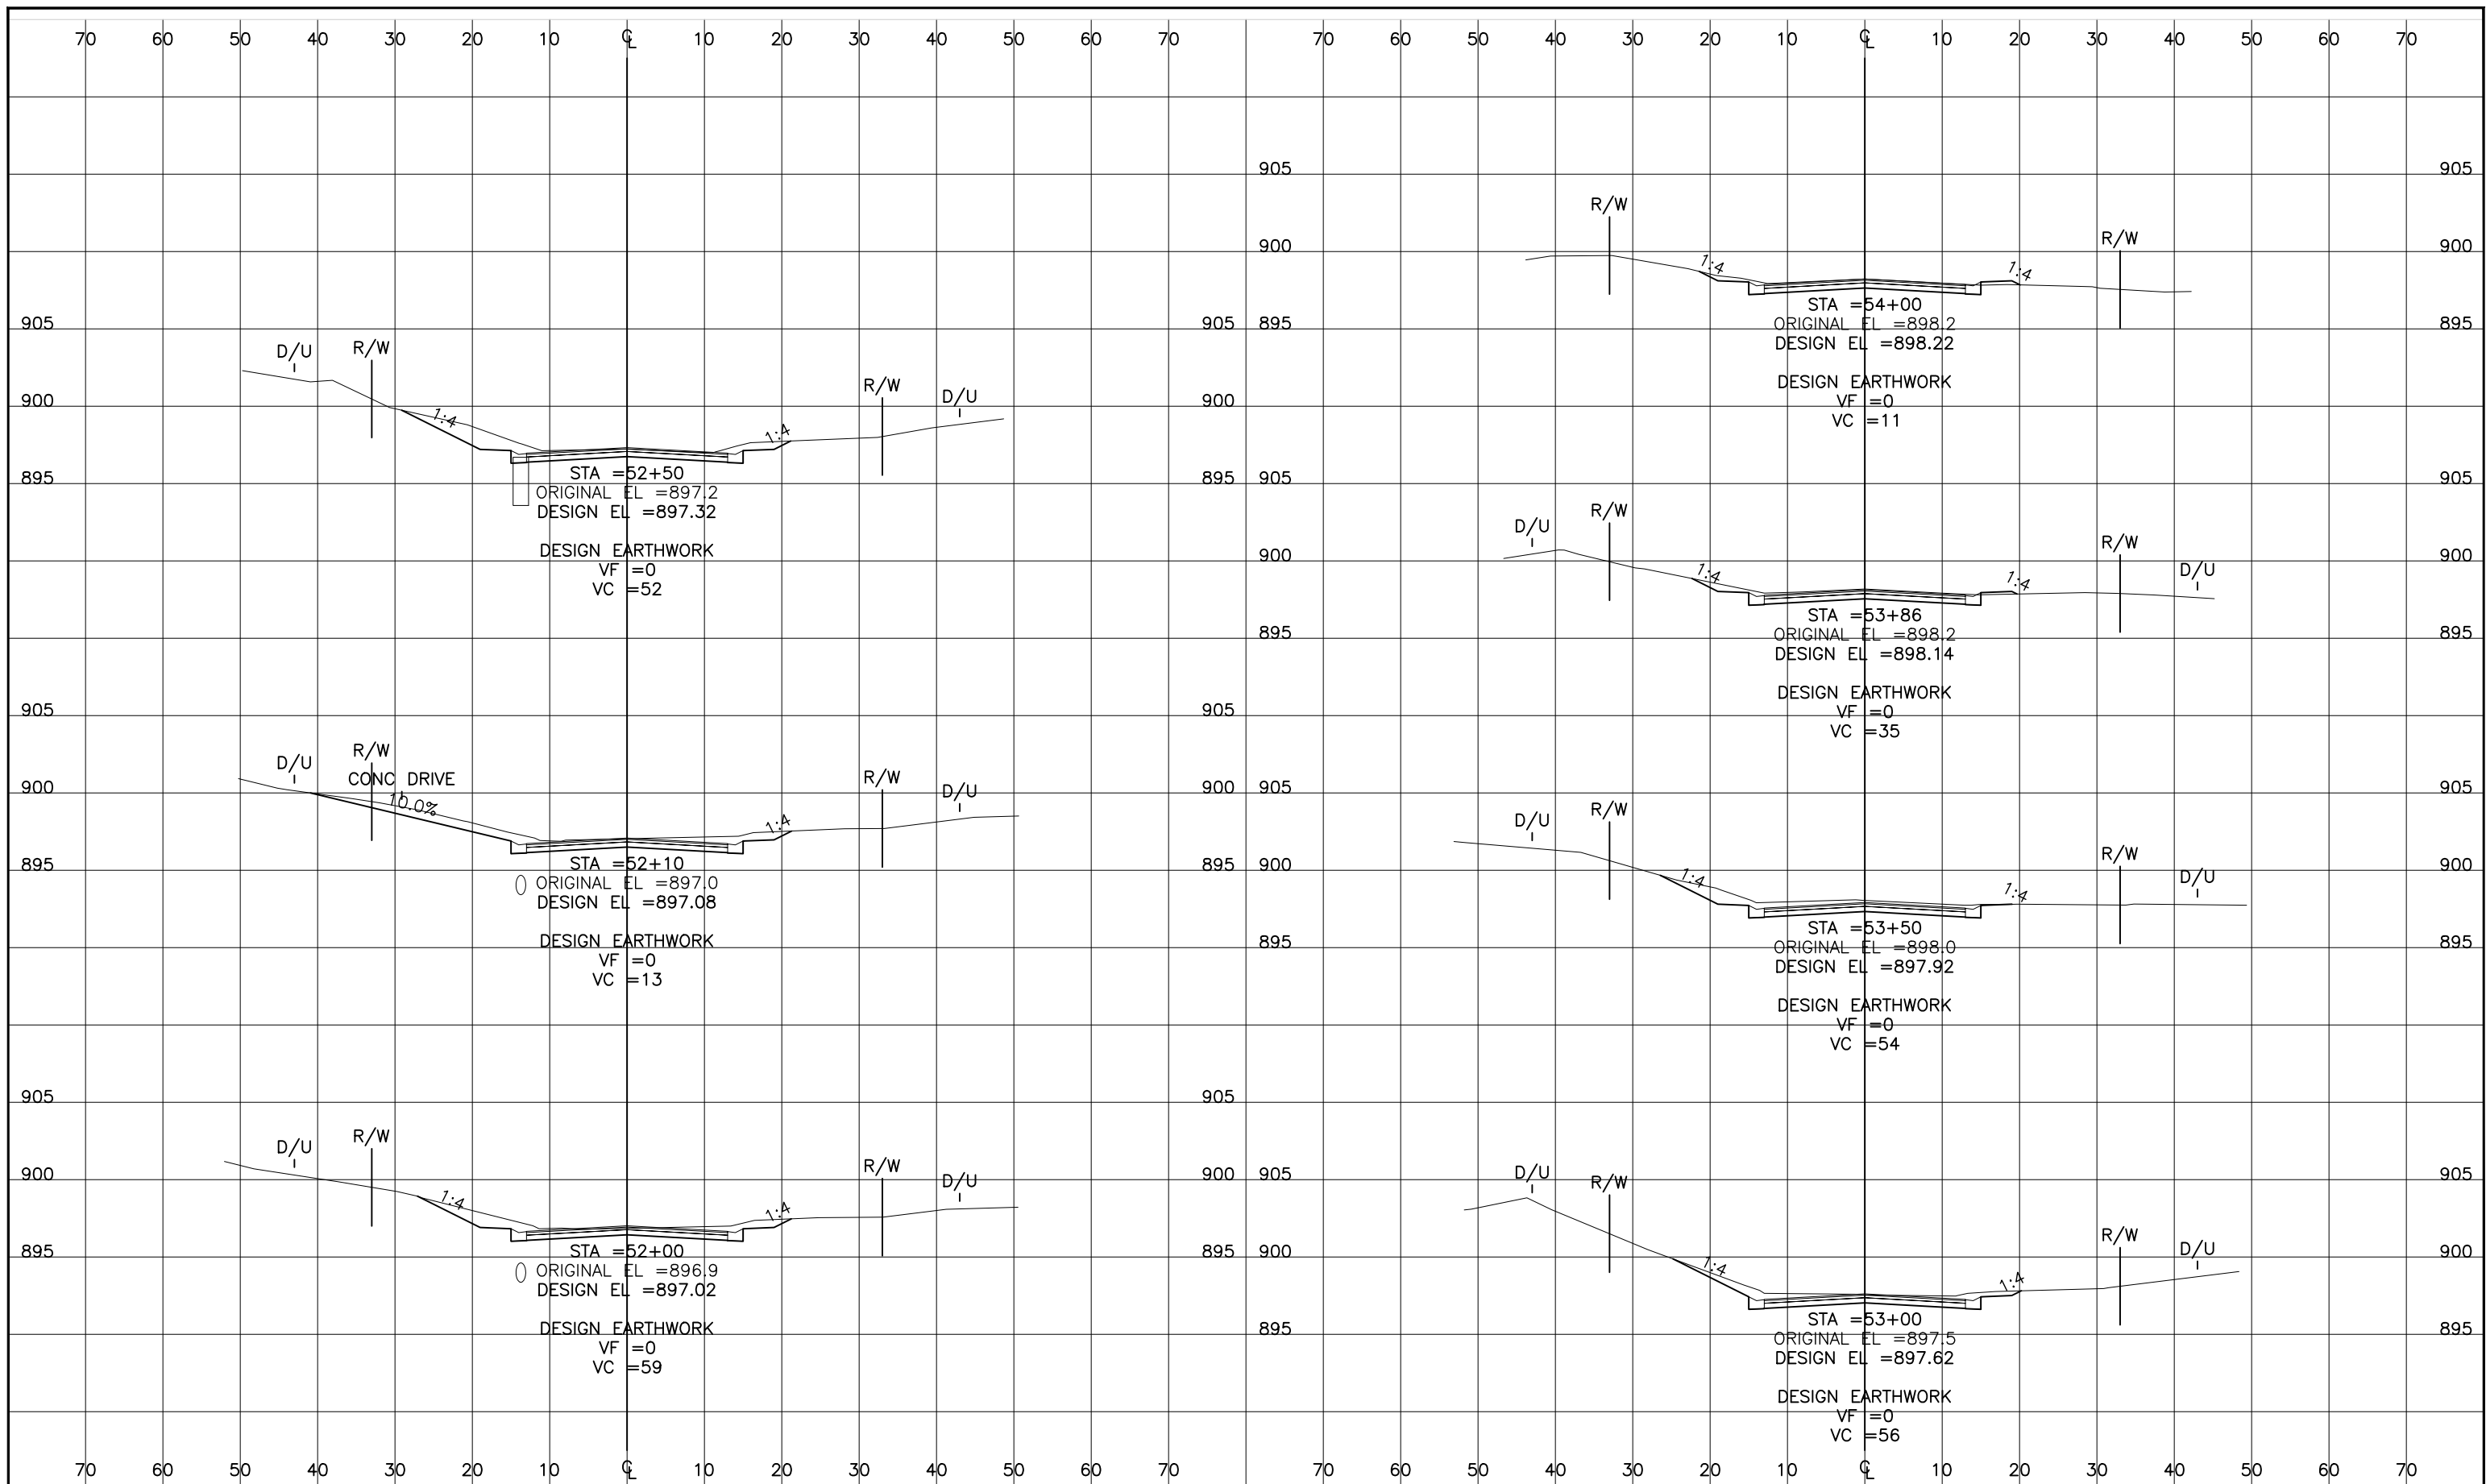 70 60 50 40 30 20 10 ℄ 10 20 30 40 50 60 70 70 60 50 40 30 20 10 ℄ 10 20 30 40 50 60 70
905 905
R/W
900 R/W 900
1:4 1:4
STA =54+00
ORIGINAL EL =898.2
905 905 895 895
DESIGN EL =898.22
D/U R/W
DESIGN EARTHWORK
R/W D/U
900 900 VF =0
1:4 1:4 VC =11
STA =52+50
895 895 905 905
ORIGINAL EL =897.2
DESIGN EL =897.32
D/U R/W
R/W
DESIGN EARTHWORK
900 900
VF =0
D/U
1:4 1:4
VC =52
STA =53+86
895 ORIGINAL EL =898.2 895
DESIGN EL =898.14
DESIGN EARTHWORK
905 905 VF =0
VC =35
D/U R/W
CONC DRIVE
R/W D/U
900 900 905 905
10.0%
1:4
D/U R/W
STA =52+10
895 895 900 900
R/W D/U
1:4 1:4
ORIGINAL EL =897.0
DESIGN EL =897.08
STA =53+50
DESIGN EARTHWORK
895 ORIGINAL EL =898.0 895
VF =0
DESIGN EL =897.92
VC =13
DESIGN EARTHWORK
VF =0
VC =54
905 905
D/U R/W
R/W D/U
900 900 905 905
D/U R/W
1:4 1:4
R/W D/U
STA =52+00
895 895 900 900
ORIGINAL EL =896.9
1:4 1:4
DESIGN EL =897.02
STA =53+00
DESIGN EARTHWORK
895 ORIGINAL EL =897.5 895
VF =0
DESIGN EL =897.62
VC =59
DESIGN EARTHWORK
VF =0
VC =56
70 60 50 40 30 20 10 ℄ 10 20 30 40 50 60 70 70 60 50 40 30 20 10 ℄ 10 20 30 40 50 60 70